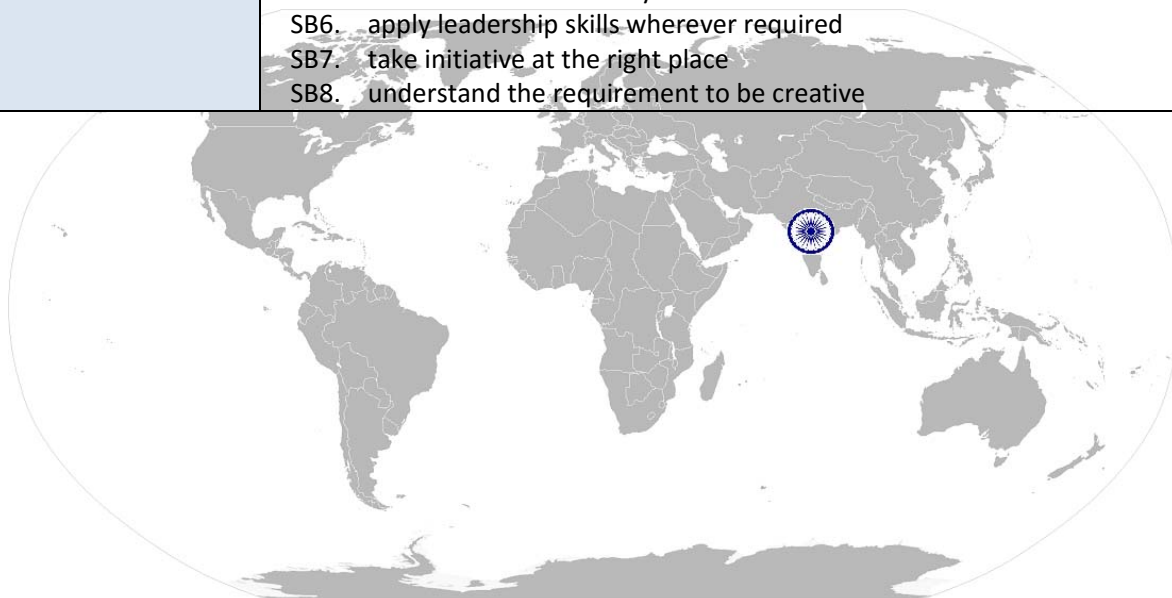 SB6. apply leadership skills wherever required
SB7. take initiative at the right place
SB8. understand the requirement to be creative